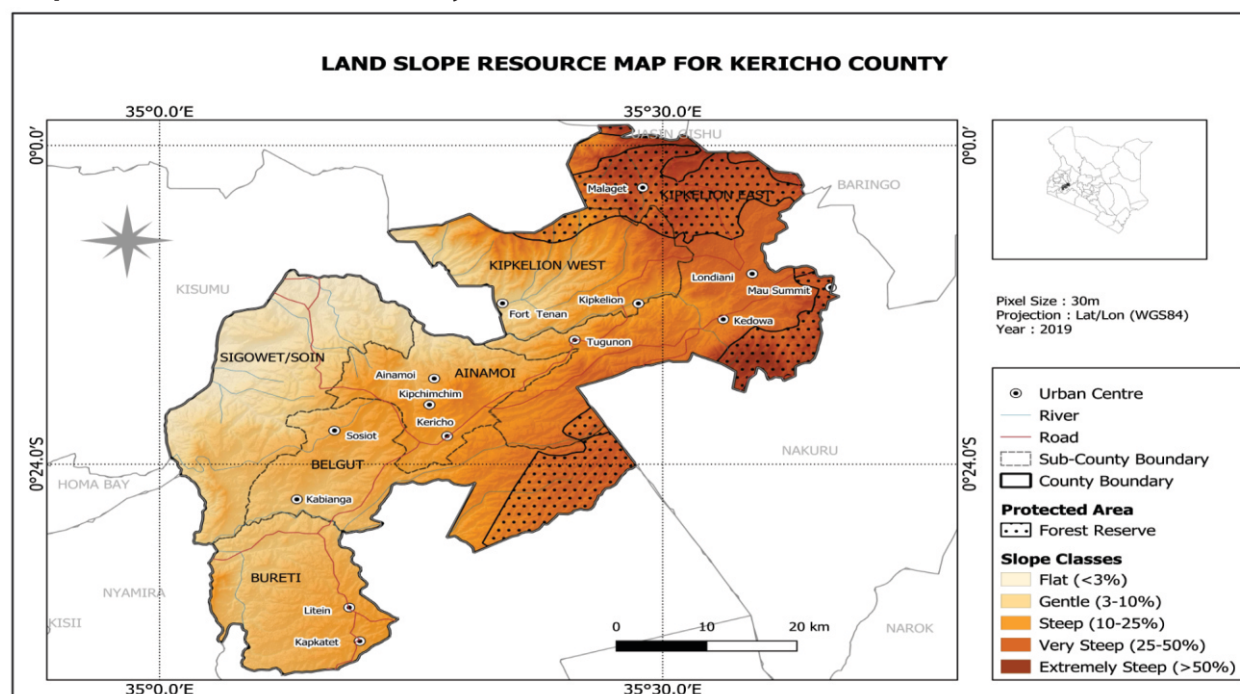 LAND SLOPE RESOURCE MAP FOR KERICHO COUNTY
35°0.0'E
35°30.0'E
0°0.0'
0°0.0'
UASIN GISHU
BARINGO
Malaget
KIPKELION EAST
KIPKELION WEST
Londiani
Mau Summit
KISUMU
Kipkelion
Fort Tenan
Kedowa
Tugunon
SIGOWET/SOIN
Ainamoi
AINAMOI
Kipchimchim
Kericho
Sosiot
NAKURU
BELGUT
0°24.0'S
0°24.0'S
HOMA BAY
Kabianga
BURETI
NYAMIRA
Litein
KISII
Kapkatet
NAROK
0
10
20 km
35°0.0'E
35°30.0'E
Pixel Size : 30m
Projection : Lat/Lon (WGS84)
Year : 2019
Urban Centre
River
Road
Sub-County Boundary
County Boundary
Protected Area
Forest Reserve
Slope Classes
Flat (<3%)
Gentle (3-10%)
Steep (10-25%)
Very Steep (25-50%)
Extremely Steep (>50%)